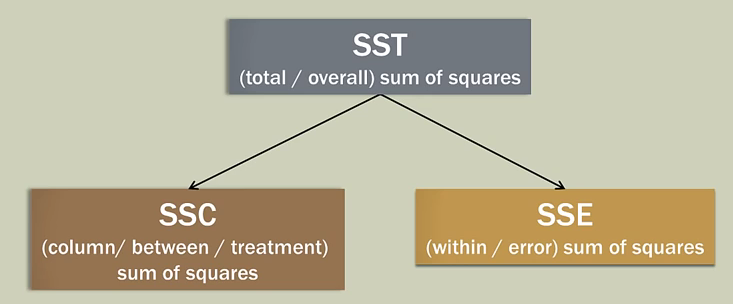 SST
(total / overall) sum of squares
SSC
(column/ between / treatment)
sum of squares
SSE
(within / error) sum of squares